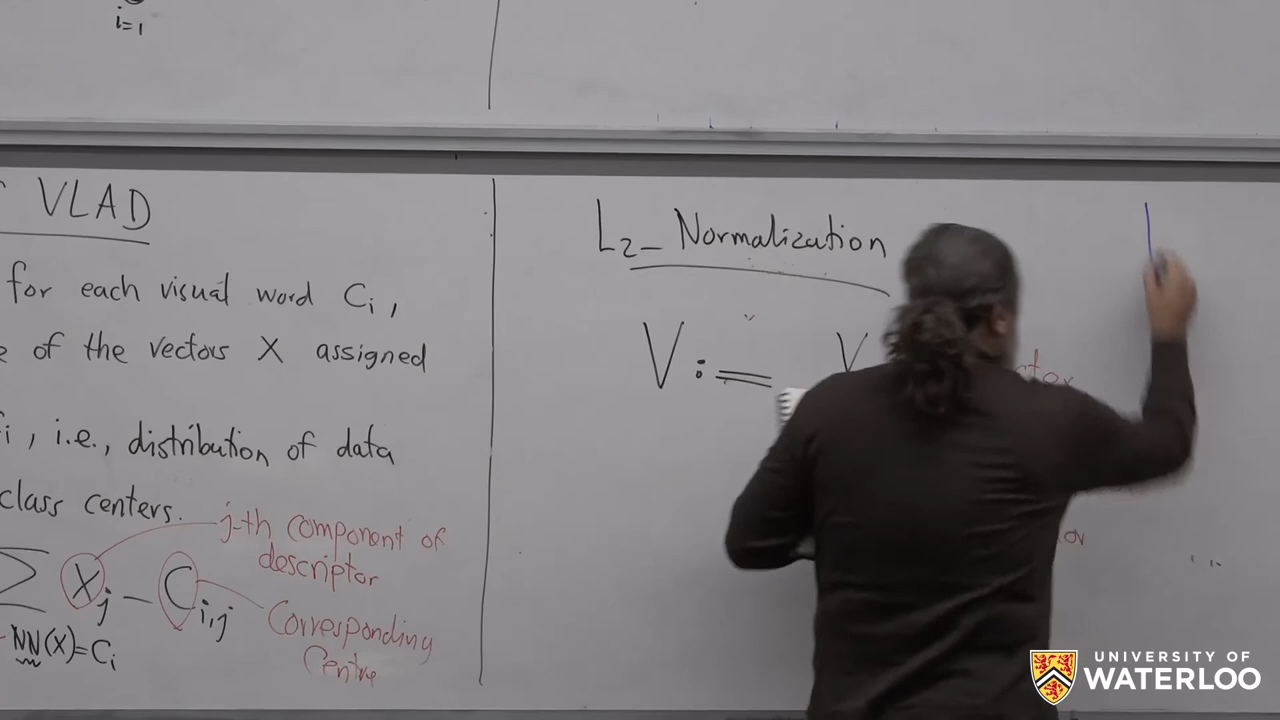 i=1
VLAD
for each visual word Ci,
of the vectors X assigned
i, i.e., distribution of data
class centers.
j-th component of
descriptor
∑ Xj - Ci,j
Corresponding
Centre
NN(X)=Ci
L2- Normalization
V := V
UNIVERSITY OF
WATERLOO